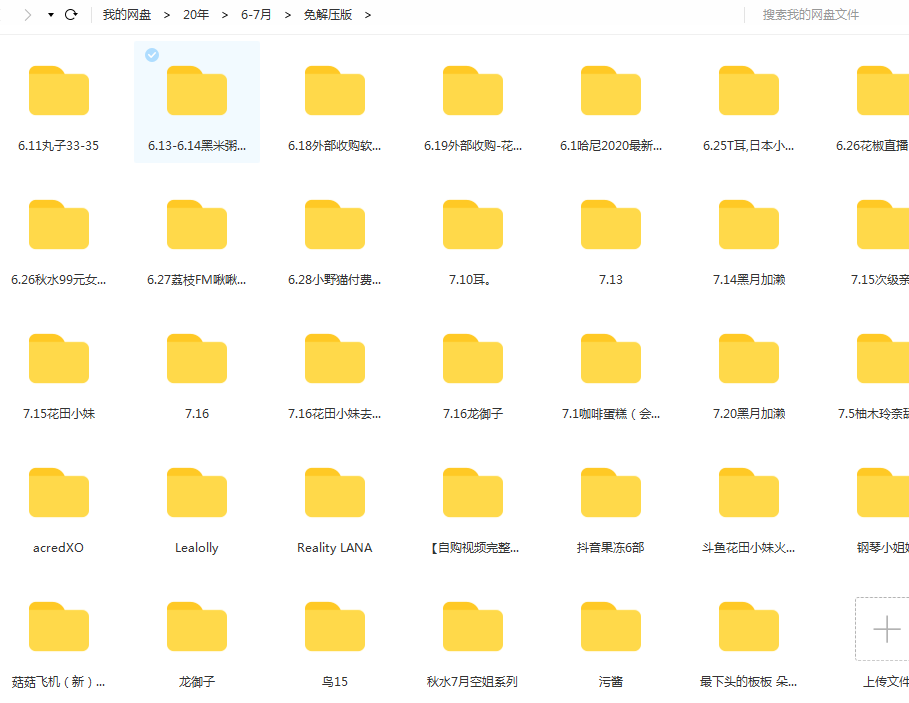 我的网盘 > 20年 > 6-7月 > 免解压版 >
搜索我的网盘文件
6.11丸子33-35
6.13-6.14黑米粥...
6.18外部收购软...
6.19外部收购-花...
6.1哈尼2020最新...
6.25T耳,日本小...
6.26花椒直播
6.26秋水99元女...
6.27荔枝FM啾啾...
6.28小野猫付费...
7.10耳。
7.13
7.14黑月加濑
7.15次级亲
7.15花田小妹
7.16
7.16花田小妹去...
7.16龙御子
7.1咖啡蛋糕（会...
7.20黑月加濑
7.5柚木玲奈甜
acredXO
Lealolly
Reality LANA
【自购视频完整...
抖音果冻6部
斗鱼花田小妹火...
钢琴小姐姐
菇菇飞机（新）...
龙御子
鸟15
秋水7月空姐系列
污酱
最下头的板板 朵...
上传文件